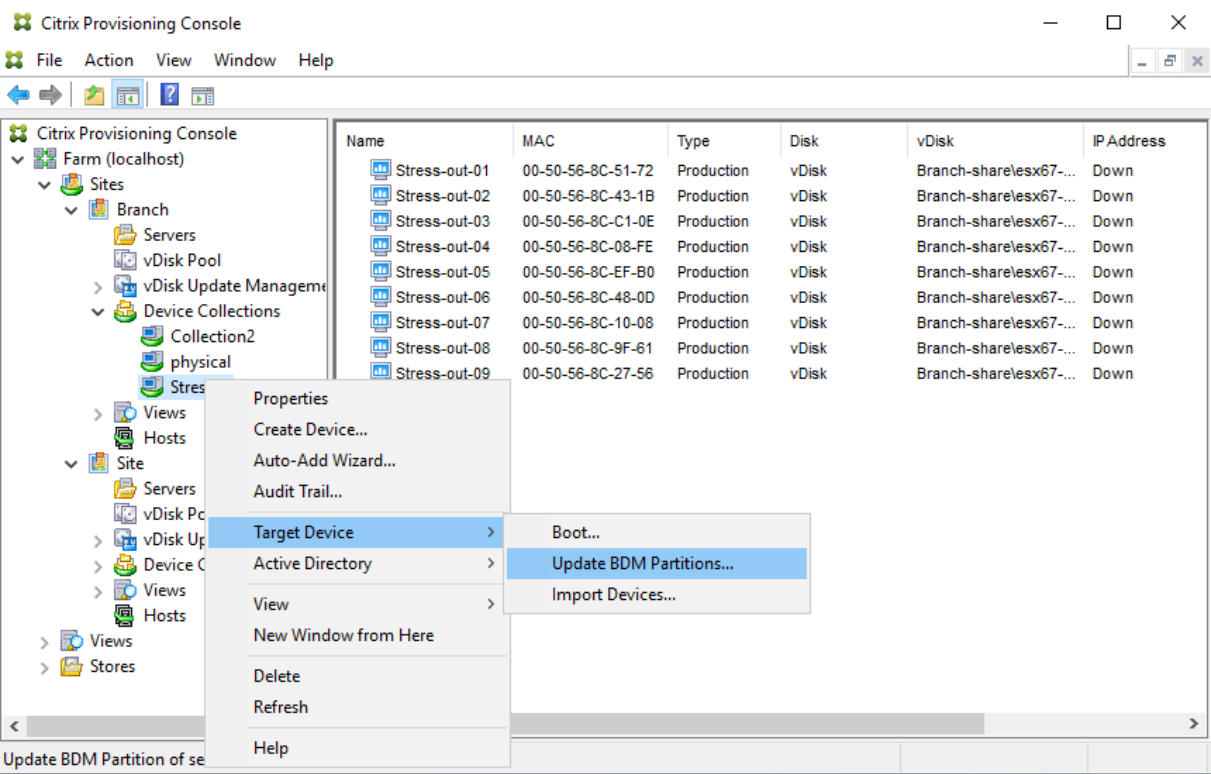 Citrix Provisioning Console
File Action View Window Help
Citrix Provisioning Console
Farm (localhost)
Sites
Branch
Servers
vDisk Pool
vDisk Update Manageme
Device Collections
Collection2
physical
Stres
Views
Hosts
Site
Servers
vDisk Po
vDisk Up
Device C
Views
Hosts
Views
Stores
Name MAC Type Disk vDisk IP Address
Stress-out-01 00-50-56-8C-51-72 Production vDisk Branch-share\esx67-... Down
Stress-out-02 00-50-56-8C-43-1B Production vDisk Branch-share\esx67-... Down
Stress-out-03 00-50-56-8C-C1-0E Production vDisk Branch-share\esx67-... Down
Stress-out-04 00-50-56-8C-08-FE Production vDisk Branch-share\esx67-... Down
Stress-out-05 00-50-56-8C-EF-B0 Production vDisk Branch-share\esx67-... Down
Stress-out-06 00-50-56-8C-48-0D Production vDisk Branch-share\esx67-... Down
Stress-out-07 00-50-56-8C-10-08 Production vDisk Branch-share\esx67-... Down
Stress-out-08 00-50-56-8C-9F-61 Production vDisk Branch-share\esx67-... Down
Stress-out-09 00-50-56-8C-27-56 Production vDisk Branch-share\esx67-... Down
Properties
Create Device...
Auto-Add Wizard...
Audit Trail...
Target Device
Active Directory
View
New Window from Here
Delete
Refresh
Help
Boot...
Update BDM Partitions...
Import Devices...
Update BDM Partition of se